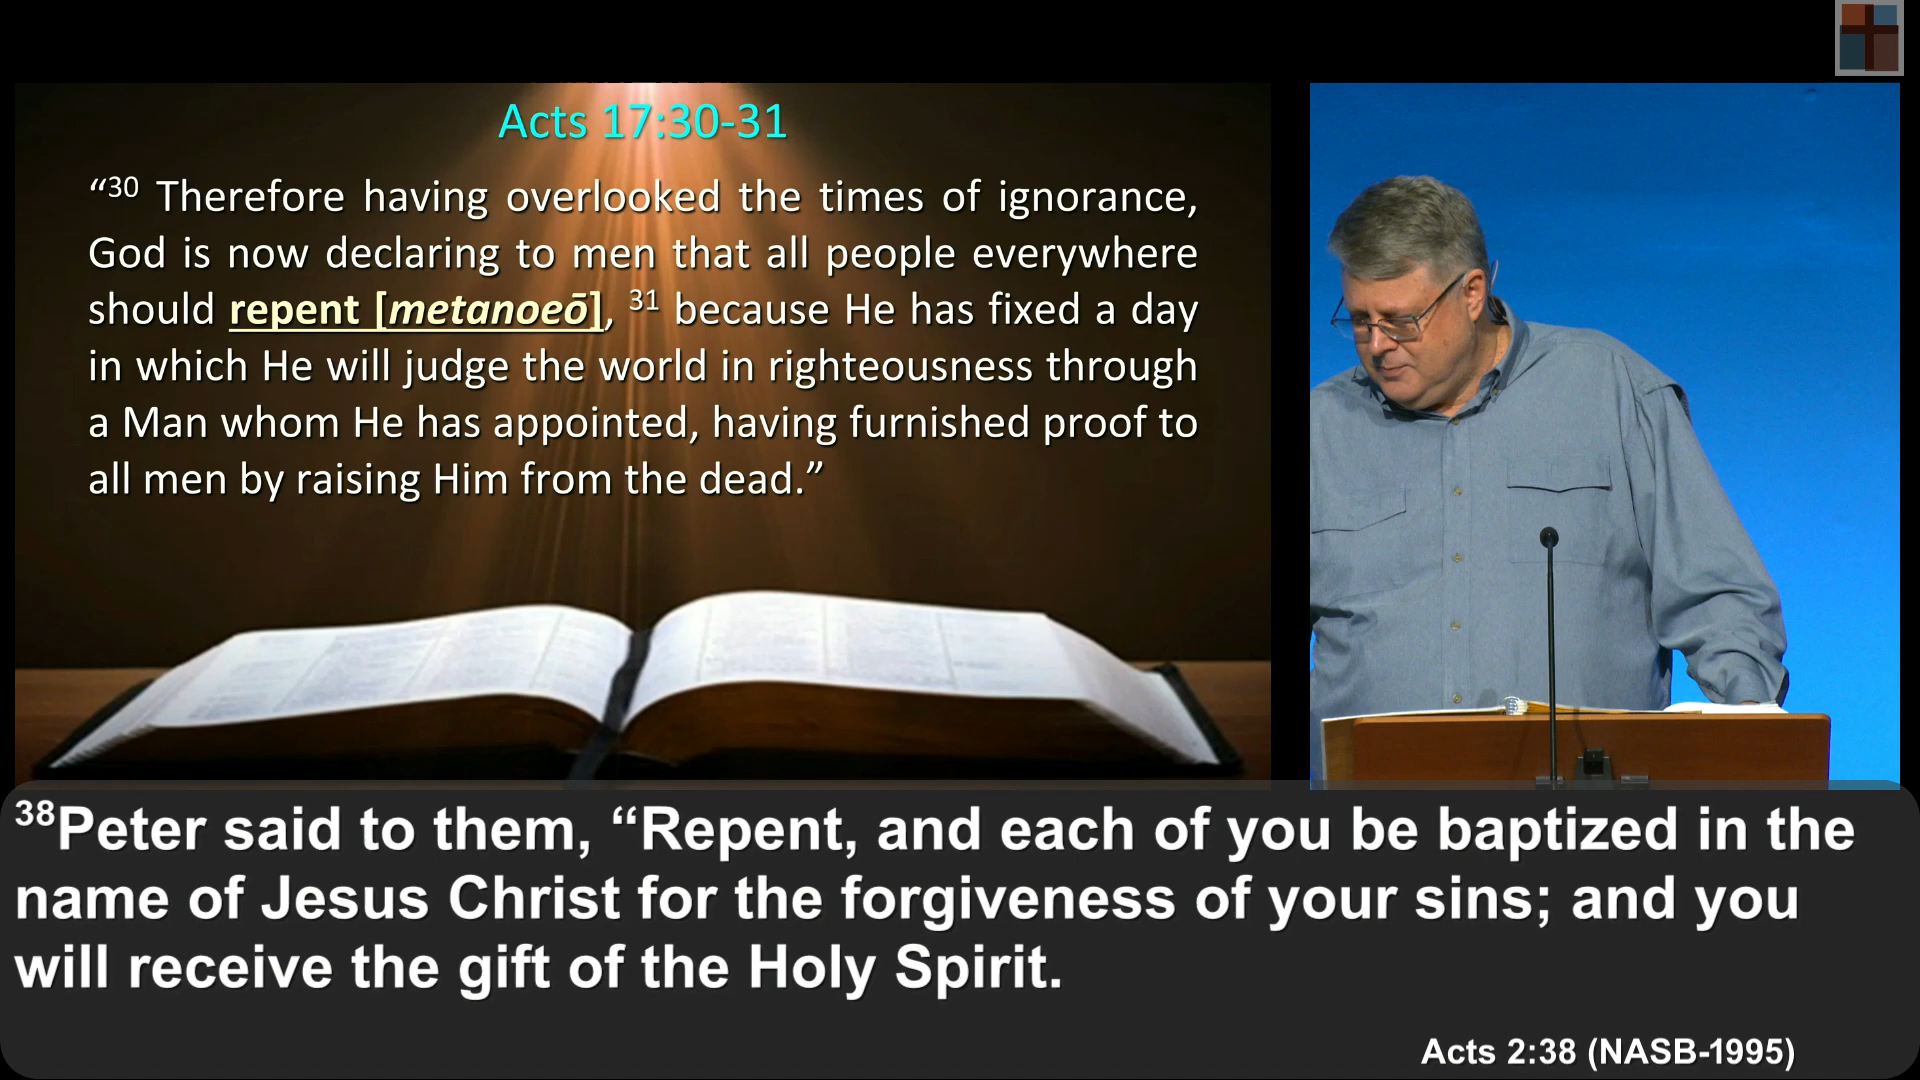 Acts 17:30-31
“30 Therefore having overlooked the times of ignorance,
God is now declaring to men that all people everywhere
should repent [metanoeō], 31 because He has fixed a day
in which He will judge the world in righteousness through
a Man whom He has appointed, having furnished proof to
all men by raising Him from the dead.”
38Peter said to them, “Repent, and each of you be baptized in the
name of Jesus Christ for the forgiveness of your sins; and you
will receive the gift of the Holy Spirit.
Acts 2:38 (NASB-1995)